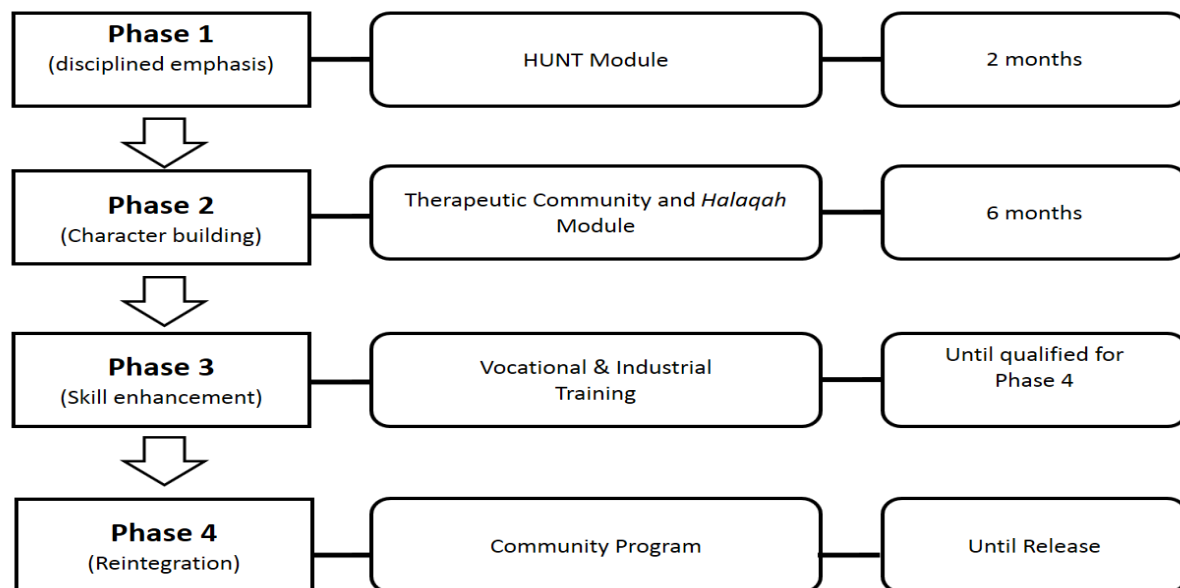 Phase 1
(disciplined emphasis)
HUNT Module
2 months
Phase 2
(Character building)
Therapeutic Community and Halaqah
Module
6 months
Phase 3
(Skill enhancement)
Vocational & Industrial
Training
Until qualified for
Phase 4
Phase 4
(Reintegration)
Community Program
Until Release